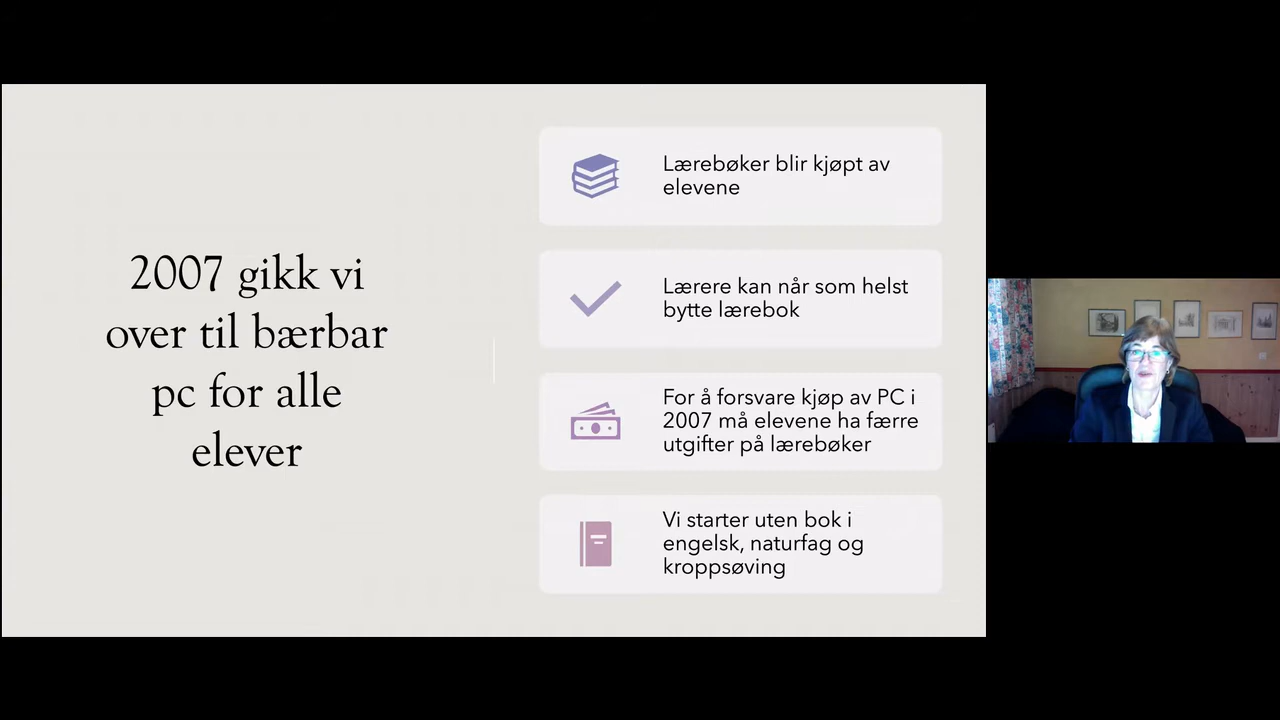 2007 gikk vi
over til bærbar
pc for alle
elever
Lærebøker blir kjøpt av
elevene
Lærere kan når som helst
bytte lærebok
For å forsvare kjøp av PC i
2007 må elevene ha færre
utgifter på lærebøker
Vi starter uten bok i
engelsk, naturfag og
kroppsøving